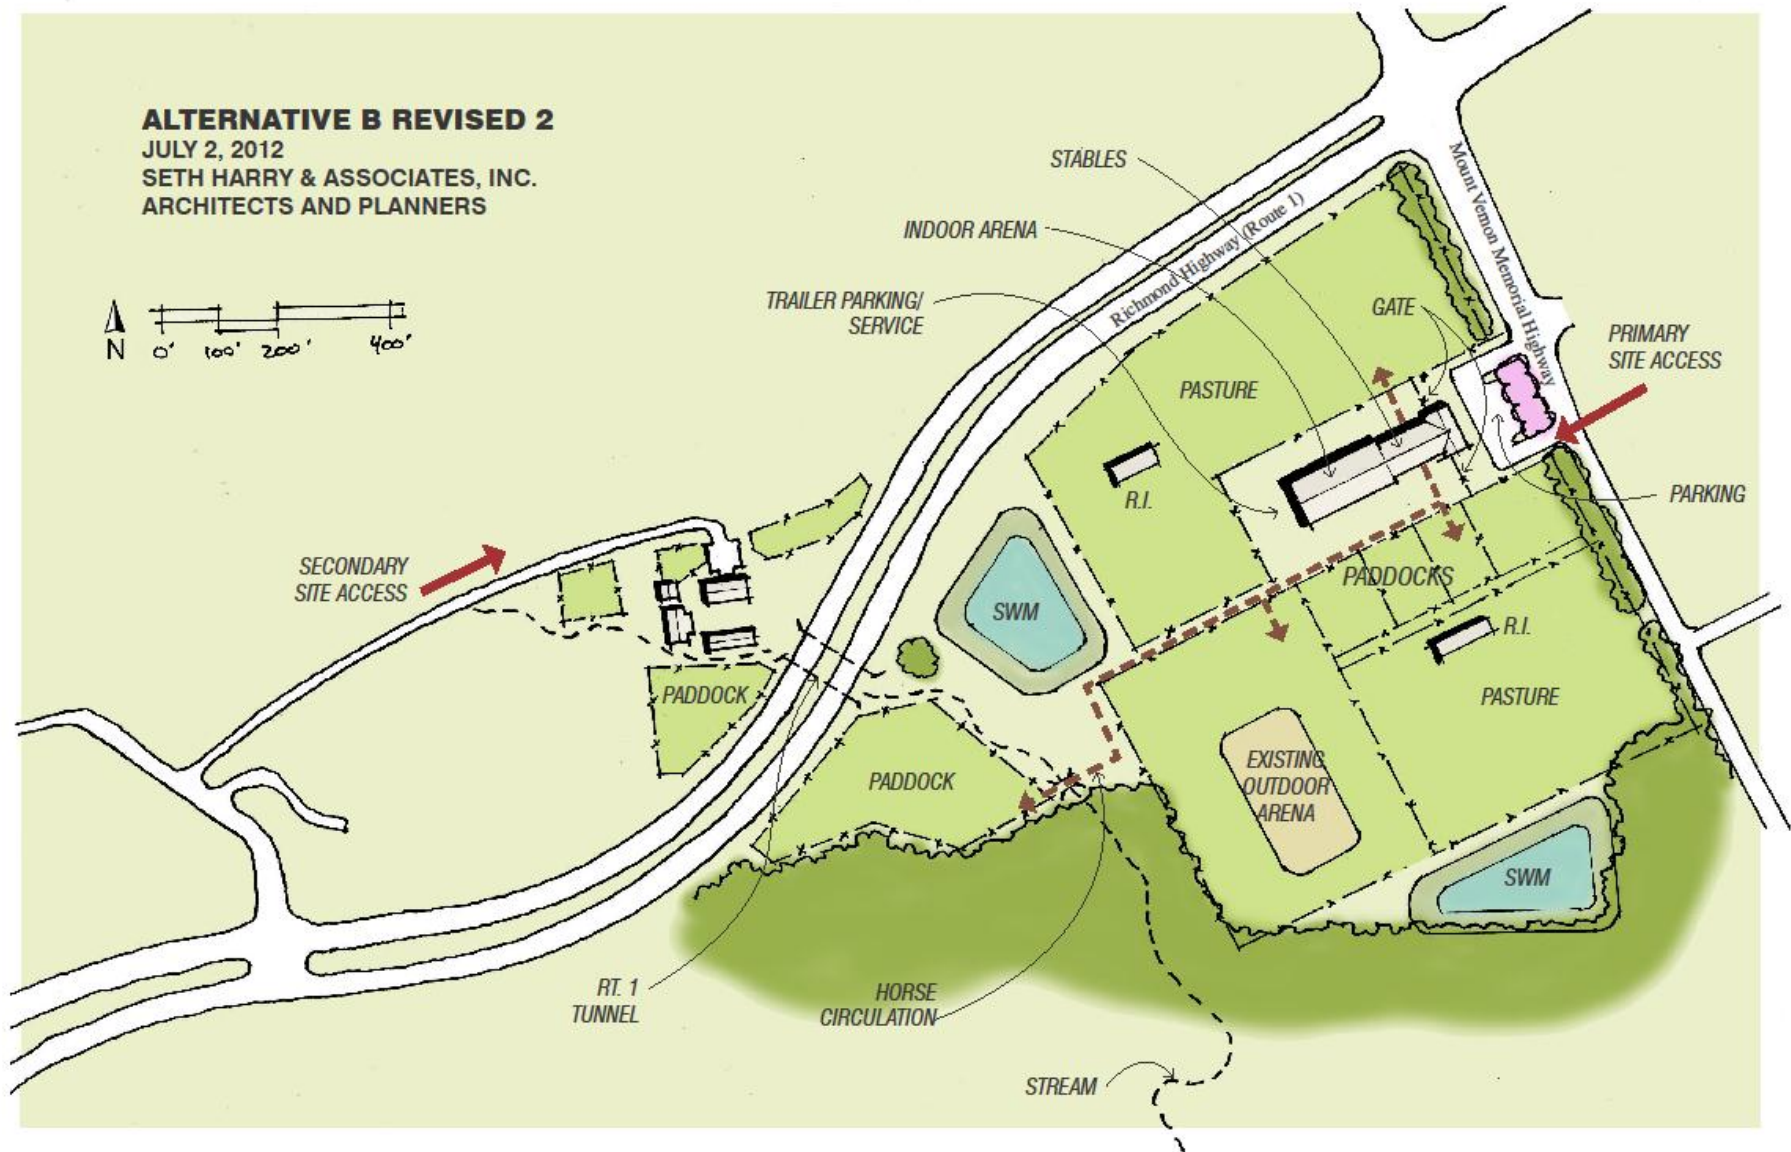 ALTERNATIVE B REVISED 2
JULY 2, 2012
SETH HARRY & ASSOCIATES, INC.
ARCHITECTS AND PLANNERS
N
0'
100'
200'
400'
STABLES
INDOOR ARENA
TRAILER PARKING/
SERVICE
Richmond Highway (Route 1)
Mount Vernon Memorial Highway
GATE
PRIMARY
SITE ACCESS
PASTURE
R.I.
PARKING
SECONDARY
SITE ACCESS
SWM
PADDOCKS
R.I.
PADDOCK
PASTURE
PADDOCK
EXISTING
OUTDOOR
ARENA
SWM
RT. 1
TUNNEL
HORSE
CIRCULATION
STREAM